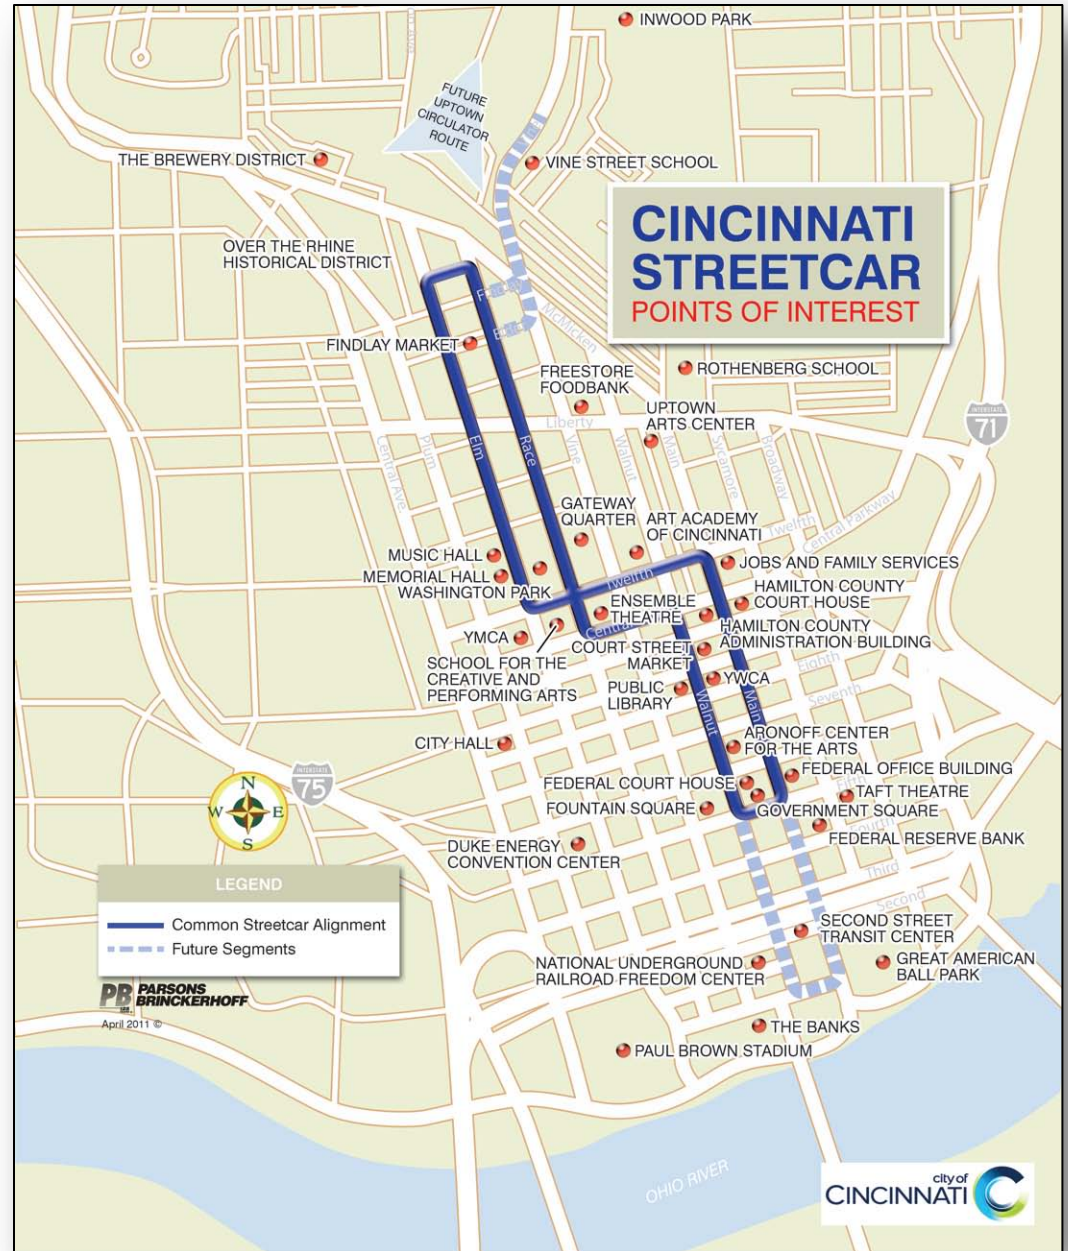 INWOOD PARK
FUTURE
UPTOWN
CIRCULATOR
ROUTE
THE BREWERY DISTRICT
VINE STREET SCHOOL
CINCINNATI
STREETCAR
POINTS OF INTEREST
OVER THE RHINE
HISTORICAL DISTRICT
McMicken
FINDLAY MARKET
FREESTORE
FOODBANK
ROTHENBERG SCHOOL
UPTOWN
ARTS CENTER
INTERSTATE
71
Liberty
Central Ave.
Plum
Elm
Race
Vine
Walnut
Main
Sycamore
Broadway
GATEWAY
QUARTER
ART ACADEMY
OF CINCINNATI
Twelfth
Central Parkway
MUSIC HALL
MEMORIAL HALL
WASHINGTON PARK
Twelfth
JOBS AND FAMILY SERVICES
HAMILTON COUNTY
COURT HOUSE
ENSEMBLE
THEATRE
Central
HAMILTON COUNTY
ADMINISTRATION BUILDING
YMCA
COURT STREET
MARKET
SCHOOL FOR THE
CREATIVE AND
PERFORMING ARTS
Eighth
YWCA
PUBLIC
LIBRARY
Seventh
Walnut
Main
CITY HALL
ARONOFF CENTER
FOR THE ARTS
INTERSTATE
75
FEDERAL COURT HOUSE
FEDERAL OFFICE BUILDING
Fifth
TAFT THEATRE
FOUNTAIN SQUARE
GOVERNMENT SQUARE
Fourth
FEDERAL RESERVE BANK
N
W
E
S
DUKE ENERGY
CONVENTION CENTER
Third
Second
LEGEND
Common Streetcar Alignment
Future Segments
SECOND STREET
TRANSIT CENTER
NATIONAL UNDERGROUND
RAILROAD FREEDOM CENTER
GREAT AMERICAN
BALL PARK
PB PARSONS
BRINCKERHOFF
April 2011 ©
THE BANKS
PAUL BROWN STADIUM
OHIO RIVER
city of
CINCINNATI